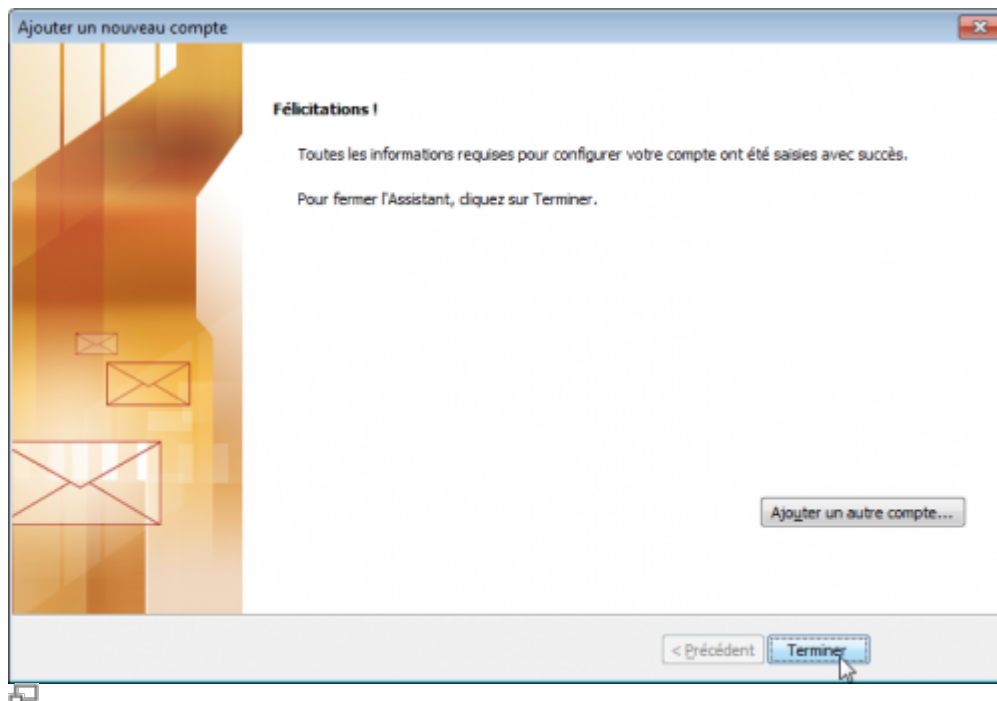 Ajouter un nouveau compte
Félicitations !
Toutes les informations requises pour configurer votre compte ont été saisies avec succès.
Pour fermer l'Assistant, cliquez sur Terminer.
Ajouter un autre compte...
< Précédent
Terminer